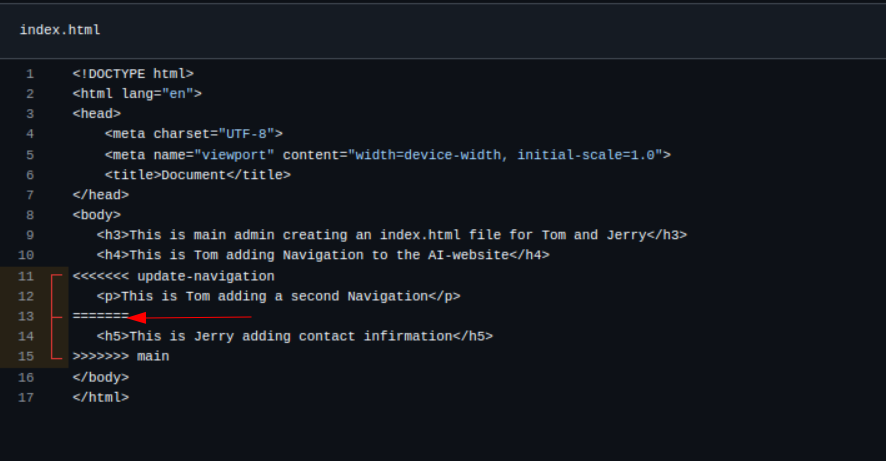 index.html
1 <!DOCTYPE html>
2 <html lang="en">
3 <head>
4     <meta charset="UTF-8">
5     <meta name="viewport" content="width=device-width, initial-scale=1.0">
6     <title>Document</title>
7 </head>
8 <body>
9    <h3>This is main admin creating an index.html file for Tom and Jerry</h3>
10    <h4>This is Tom adding Navigation to the AI-website</h4>
11 <<<<<<< update-navigation
12    <p>This is Tom adding a second Navigation</p>
13 =======
14    <h5>This is Jerry adding contact infirmation</h5>
15 >>>>>>> main
16 </body>
17 </html>